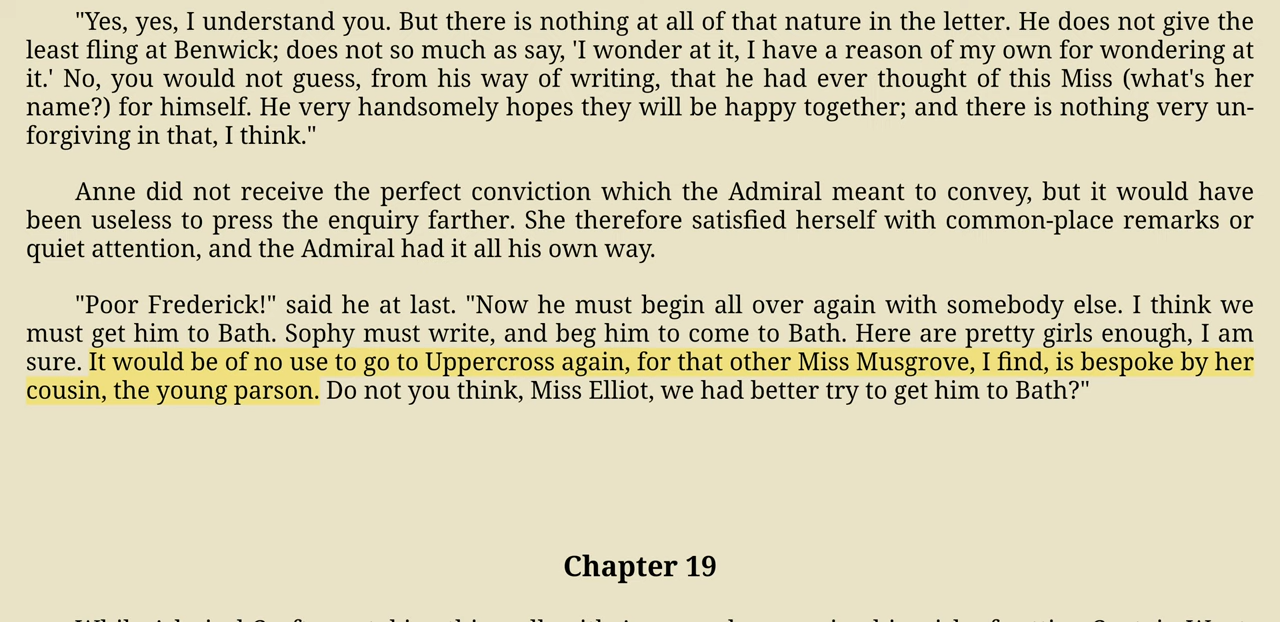 "Yes, yes, I understand you. But there is nothing at all of that nature in the letter. He does not give the
least fling at Benwick; does not so much as say, 'I wonder at it, I have a reason of my own for wondering at
it.' No, you would not guess, from his way of writing, that he had ever thought of this Miss (what's her
name?) for himself. He very handsomely hopes they will be happy together; and there is nothing very un-
forgiving in that, I think."
Anne did not receive the perfect conviction which the Admiral meant to convey, but it would have
been useless to press the enquiry farther. She therefore satisfied herself with common-place remarks or
quiet attention, and the Admiral had it all his own way.
"Poor Frederick!" said he at last. "Now he must begin all over again with somebody else. I think we
must get him to Bath. Sophy must write, and beg him to come to Bath. Here are pretty girls enough, I am
sure. It would be of no use to go to Uppercross again, for that other Miss Musgrove, I find, is bespoke by her
cousin, the young parson. Do not you think, Miss Elliot, we had better try to get him to Bath?"
Chapter 19